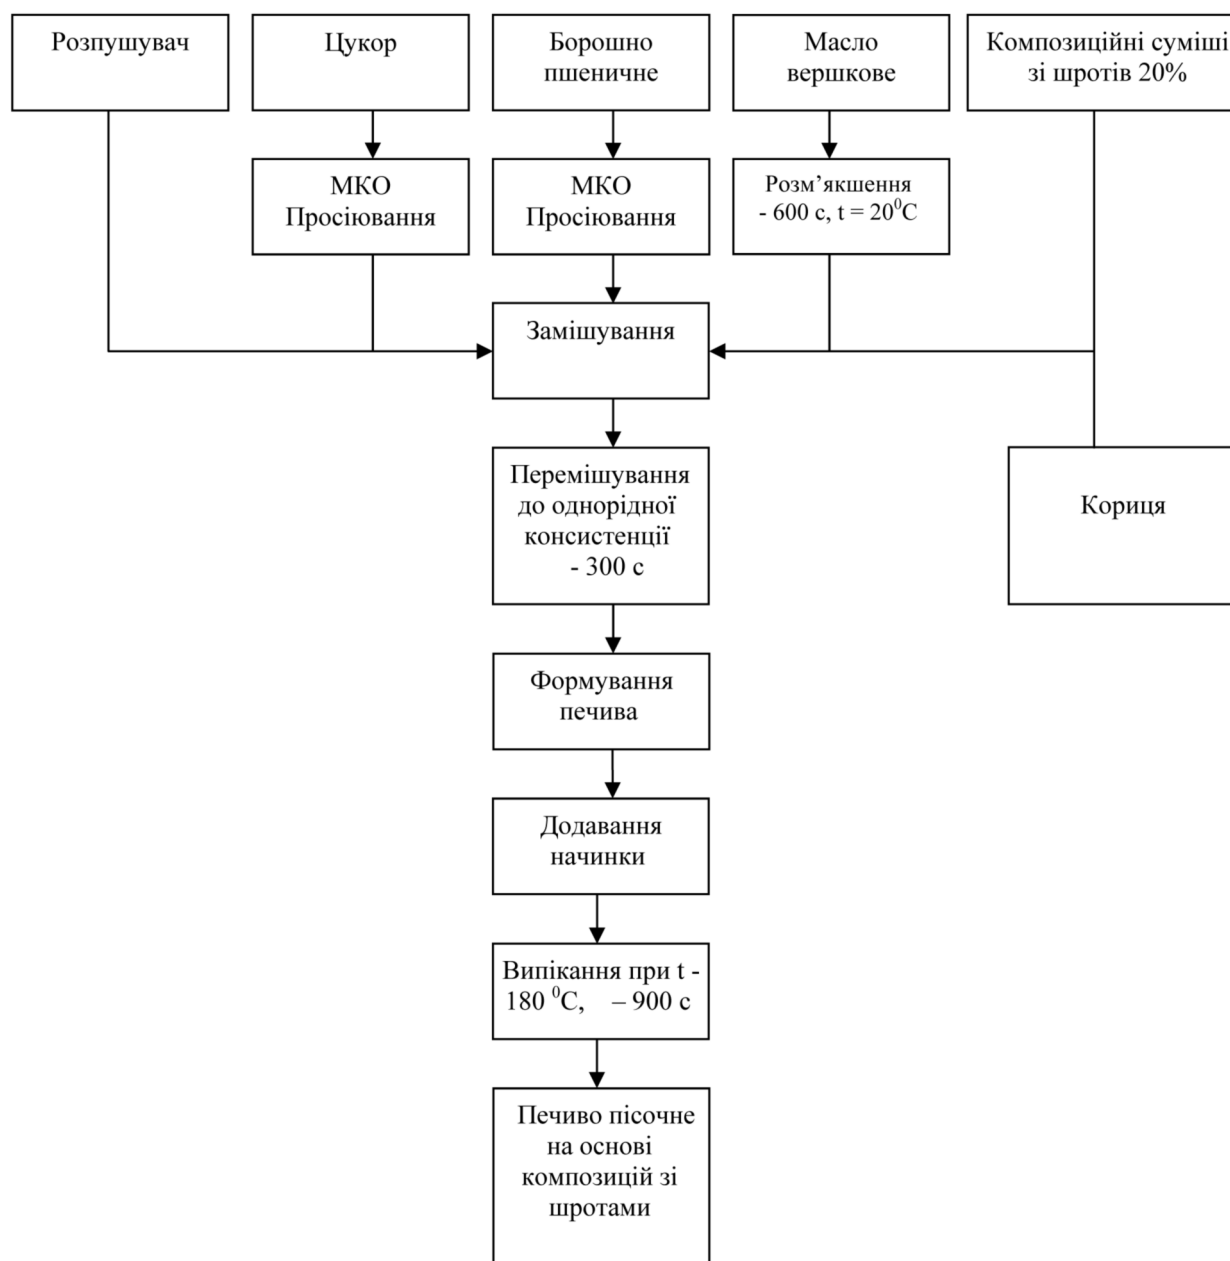 Розпушувач
Цукор
Борошно
пшеничне
Масло
вершкове
Композиційні суміші
зі шротів 20%
МКО
Просіювання
МКО
Просіювання
Розм’якшення
- 600 с, t = 20⁰С
Замішування
Перемішування
до однорідної
консистенції
- 300 с
Кориця
Формування
печива
Додавання
начинки
Випікання при t -
180 ⁰С, – 900 с
Печиво пісочне
на основі
композицій зі
шротами